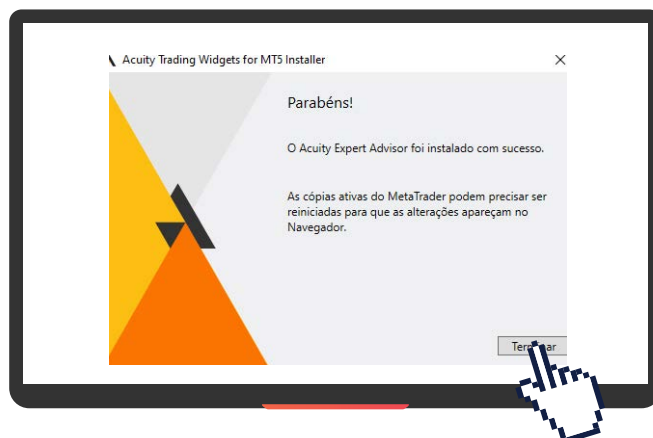 Acuity Trading Widgets for MT5 Installer
Parabéns!
O Acuity Expert Advisor foi instalado com sucesso.
As cópias ativas do MetaTrader podem precisar ser
reiniciadas para que as alterações apareçam no
Navegador.